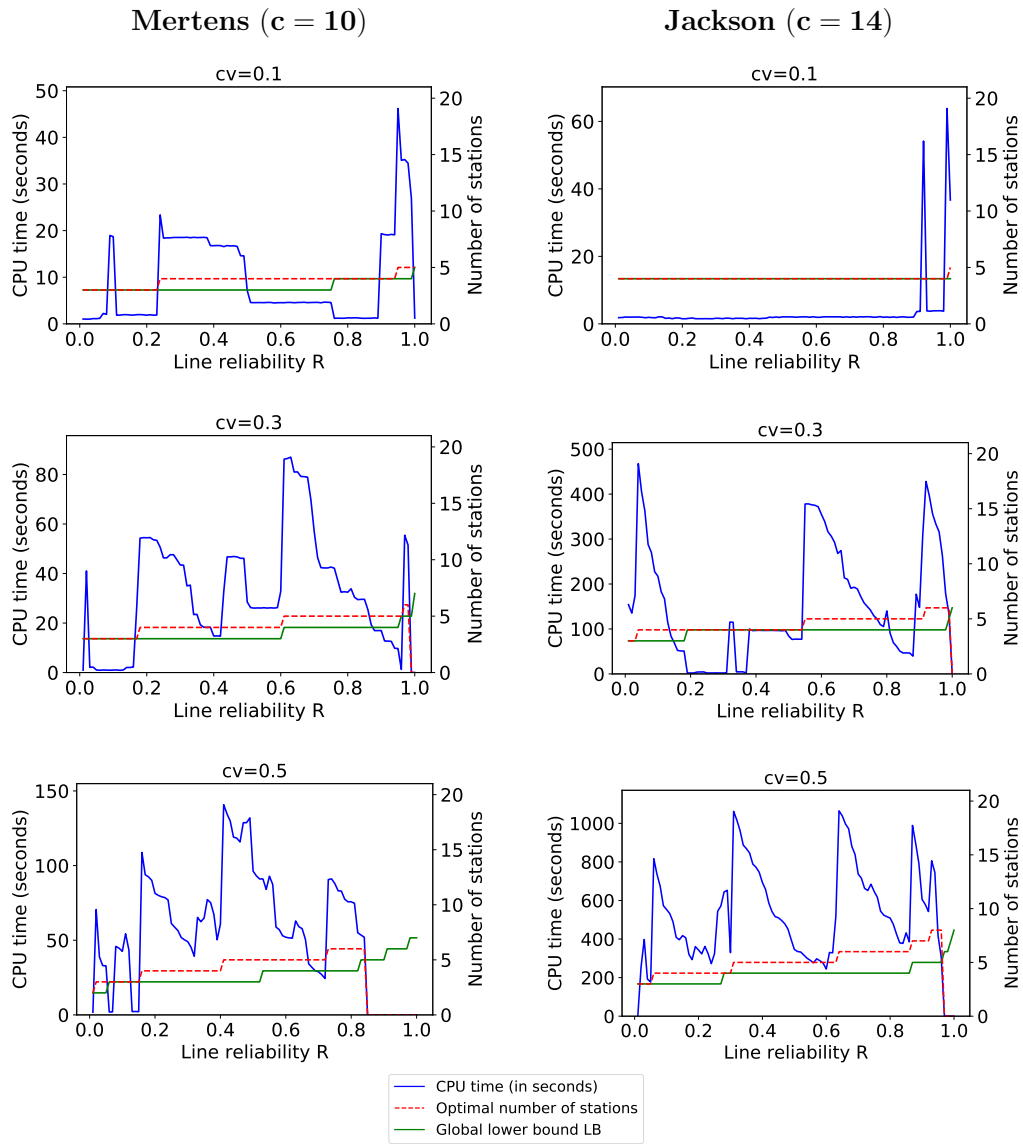 Mertens (c = 10)
Jackson (c = 14)
cv=0.1
CPU time (seconds)
50
40
30
20
10
0
20
15
10
5
0
Number of stations
0.0 0.2 0.4 0.6 0.8 1.0
Line reliability R
cv=0.1
CPU time (seconds)
60
40
20
0
20
15
10
5
0
Number of stations
0.0 0.2 0.4 0.6 0.8 1.0
Line reliability R
cv=0.3
CPU time (seconds)
80
60
40
20
0
20
15
10
5
0
Number of stations
0.0 0.2 0.4 0.6 0.8 1.0
Line reliability R
cv=0.3
CPU time (seconds)
500
400
300
200
100
0
20
15
10
5
0
Number of stations
0.0 0.2 0.4 0.6 0.8 1.0
Line reliability R
cv=0.5
CPU time (seconds)
150
100
50
0
20
15
10
5
0
Number of stations
0.0 0.2 0.4 0.6 0.8 1.0
Line reliability R
cv=0.5
CPU time (seconds)
1000
800
600
400
200
0
20
15
10
5
0
Number of stations
0.0 0.2 0.4 0.6 0.8 1.0
Line reliability R
CPU time (in seconds)
Optimal number of stations
Global lower bound LB